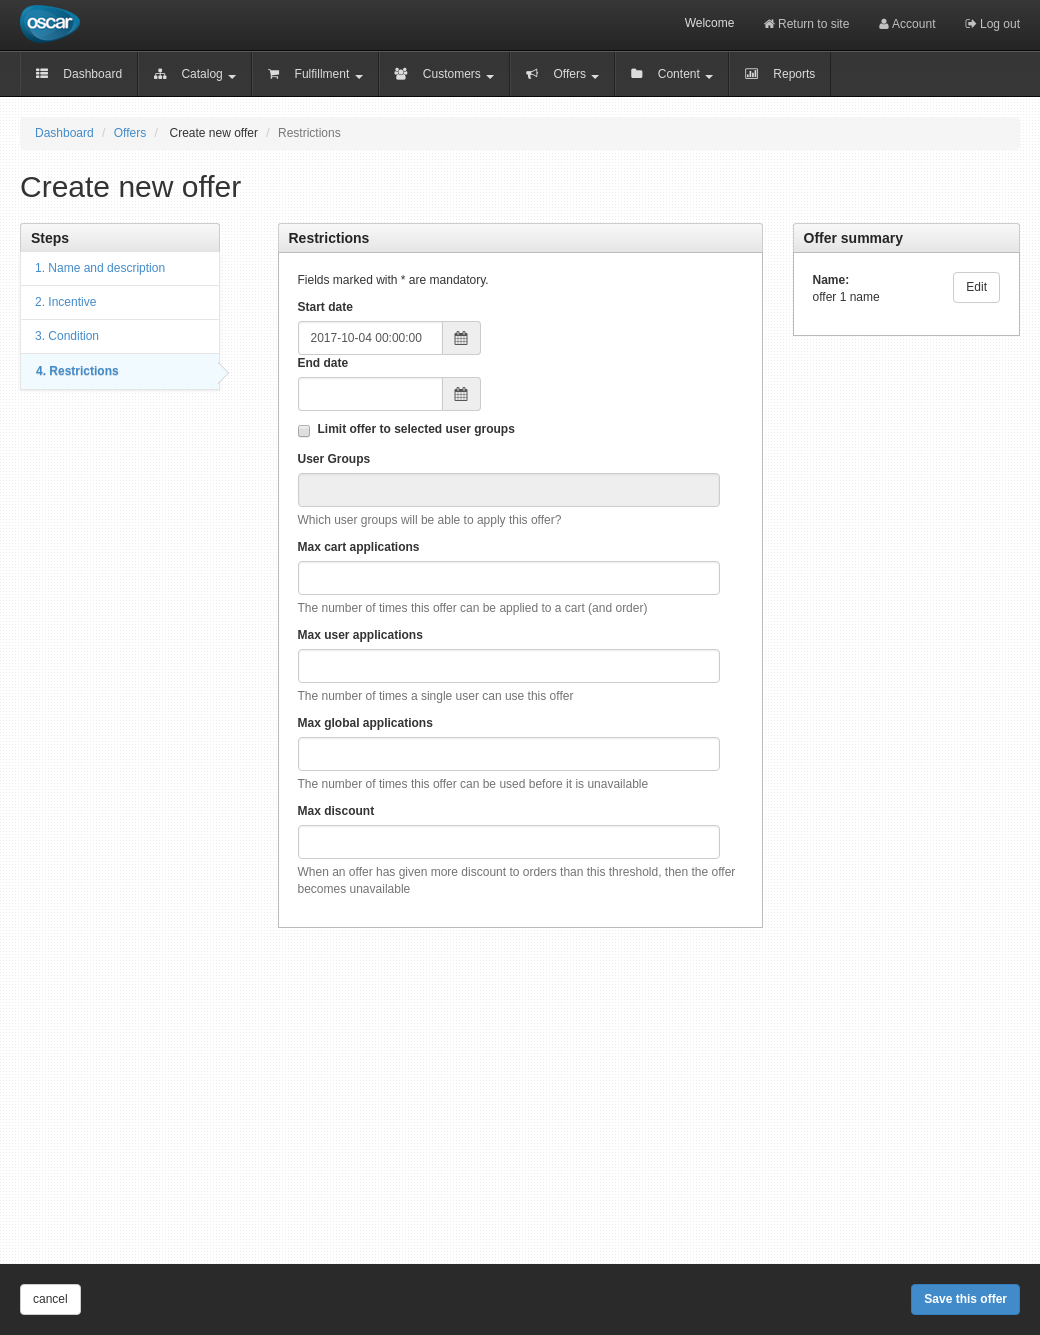 oscar
Welcome Return to site Account Log out
Dashboard Catalog Fulfillment Customers Offers Content Reports
Dashboard / Offers / Create new offer / Restrictions
Create new offer
Steps
1. Name and description
2. Incentive
3. Condition
4. Restrictions
Restrictions
Fields marked with * are mandatory.
Start date
2017-10-04 00:00:00
End date
Limit offer to selected user groups
User Groups
Which user groups will be able to apply this offer?
Max cart applications
The number of times this offer can be applied to a cart (and order)
Max user applications
The number of times a single user can use this offer
Max global applications
The number of times this offer can be used before it is unavailable
Max discount
When an offer has given more discount to orders than this threshold, then the offer
becomes unavailable
Offer summary
Name:
offer 1 name
Edit
cancel
Save this offer